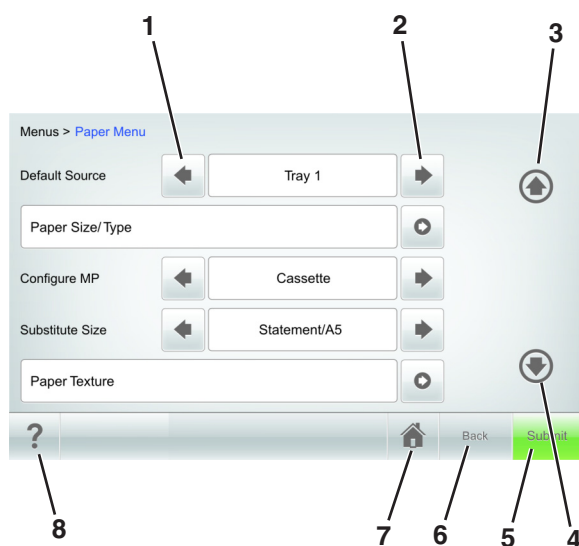 1 2 3
Menus > Paper Menu
Default Source Tray 1
Paper Size/Type
Configure MP Cassette
Substitute Size Statement/A5
Paper Texture
? Back Submit
8 7 6 5 4